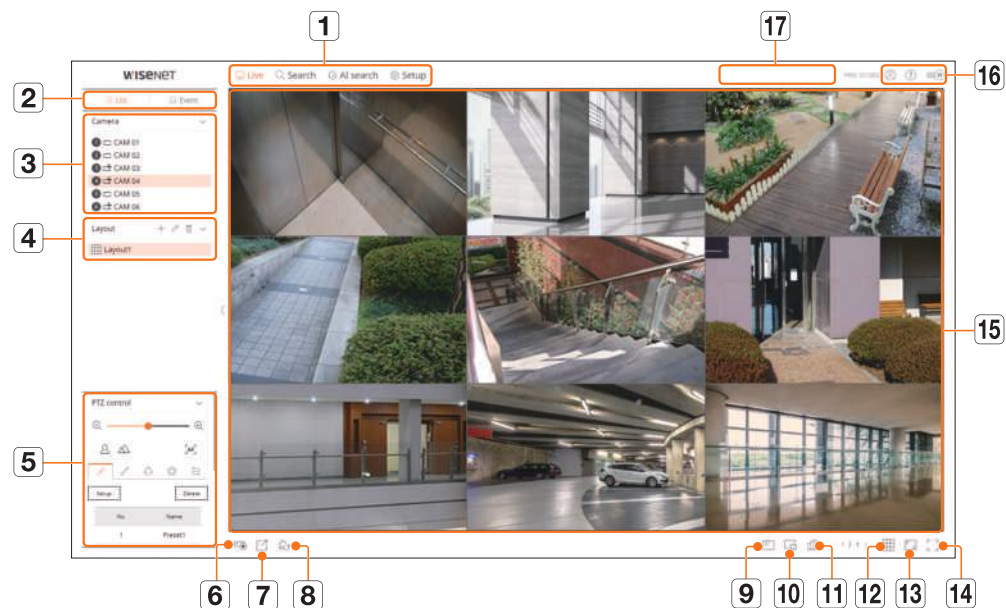 1
17
WISENET
Live Search AI search Setup
16
2
List Event
3
Camera
CAM 01
CAM 02
CAM 03
CAM 04
CAM 05
CAM 06
4
Layout
Layout1
15
5
PTZ control
Setup Delete
No. Name
1 Preset1
6
7
8
9
10
11
12
13
14